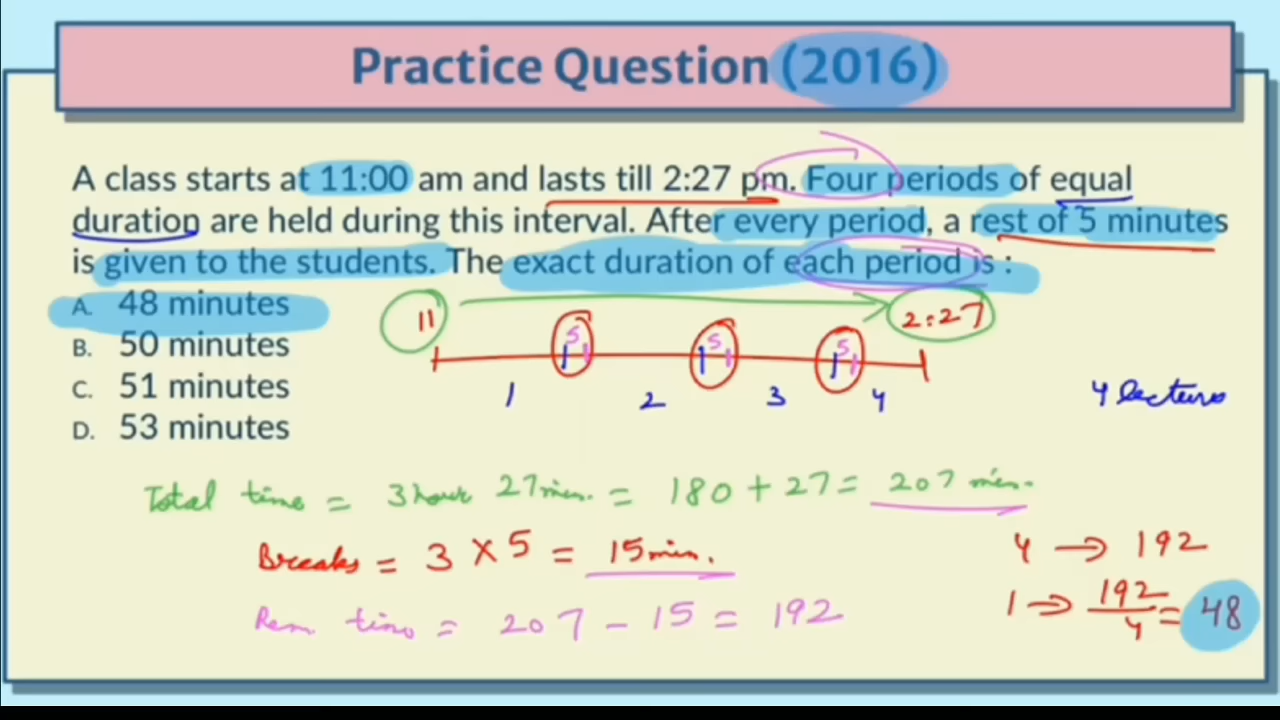 Practice Question (2016)
A class starts at 11:00 am and lasts till 2:27 pm. Four periods of equal
duration are held during this interval. After every period, a rest of 5 minutes
is given to the students. The exact duration of each period is :
A. 48 minutes
B. 50 minutes
C. 51 minutes
D. 53 minutes
11 5 5 5 2:27
1 2 3 4 4 lectures
Total time = 3 hour 27 min. = 180 + 27 = 207 min.
Breaks = 3 × 5 = 15 min.
Rem. time = 207 - 15 = 192
4 → 192
1 → 192/4 = 48